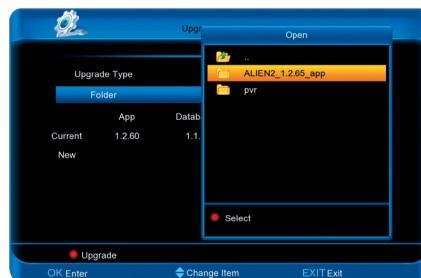 Upgr
Open
..
Upgrade Type
ALIEN2_1.2.65_app
Folder
pvr
App Datab
Current 1.2.60 1.1.
New
Select
Upgrade
OK Enter Change Item EXIT Exit